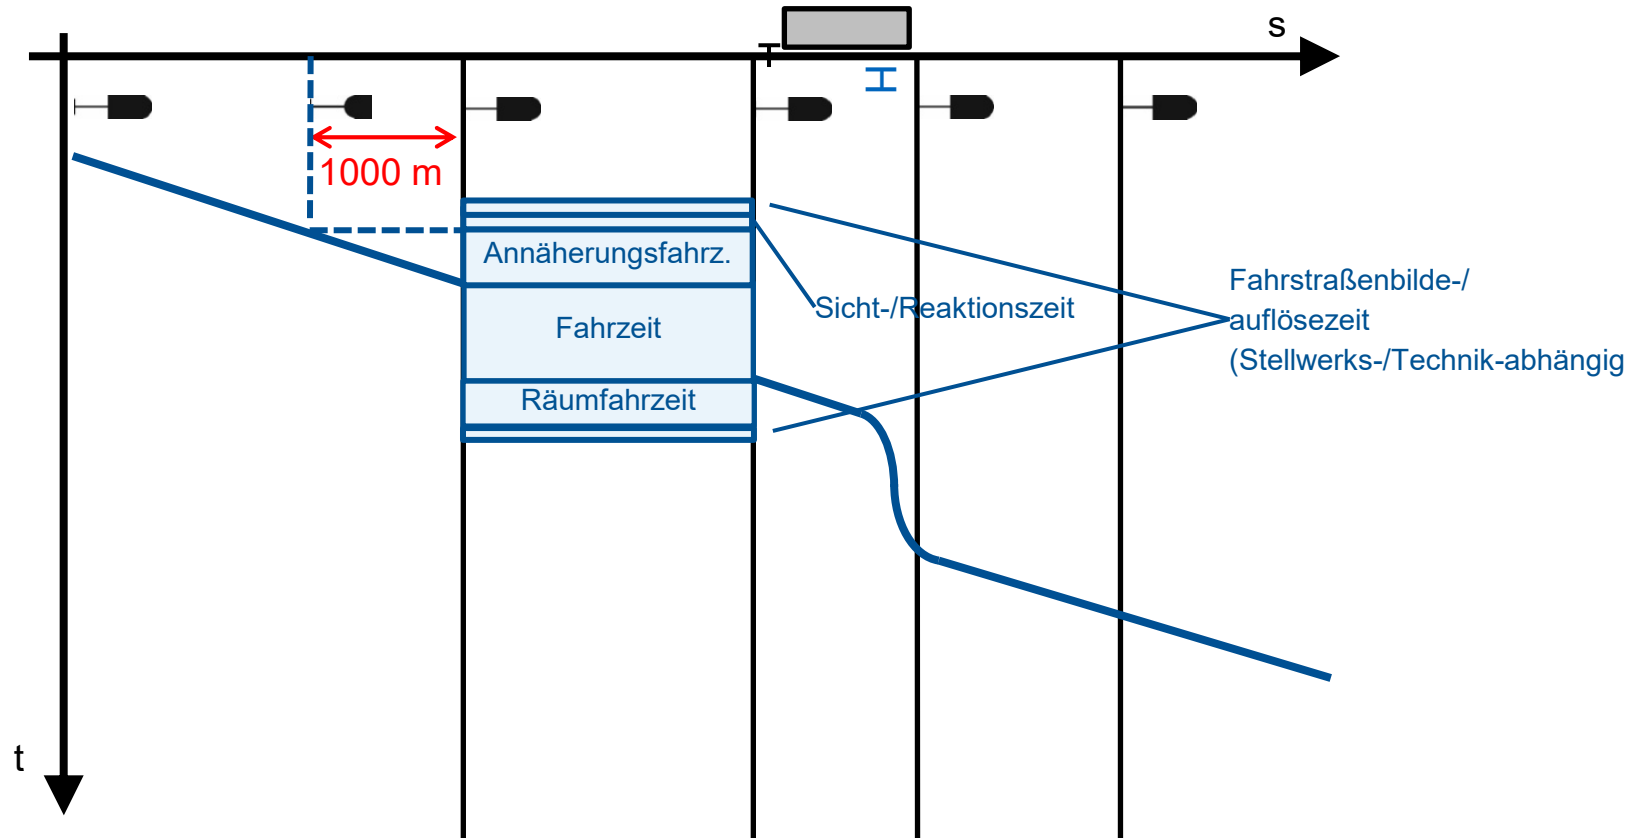 s
1000 m
Annäherungsfahrz.
Fahrzeit
Räumfahrzeit
Sicht-/Reaktionszeit
Fahrstraßenbilde-/
auflösezeit
(Stellwerks-/Technik-abhängig
t